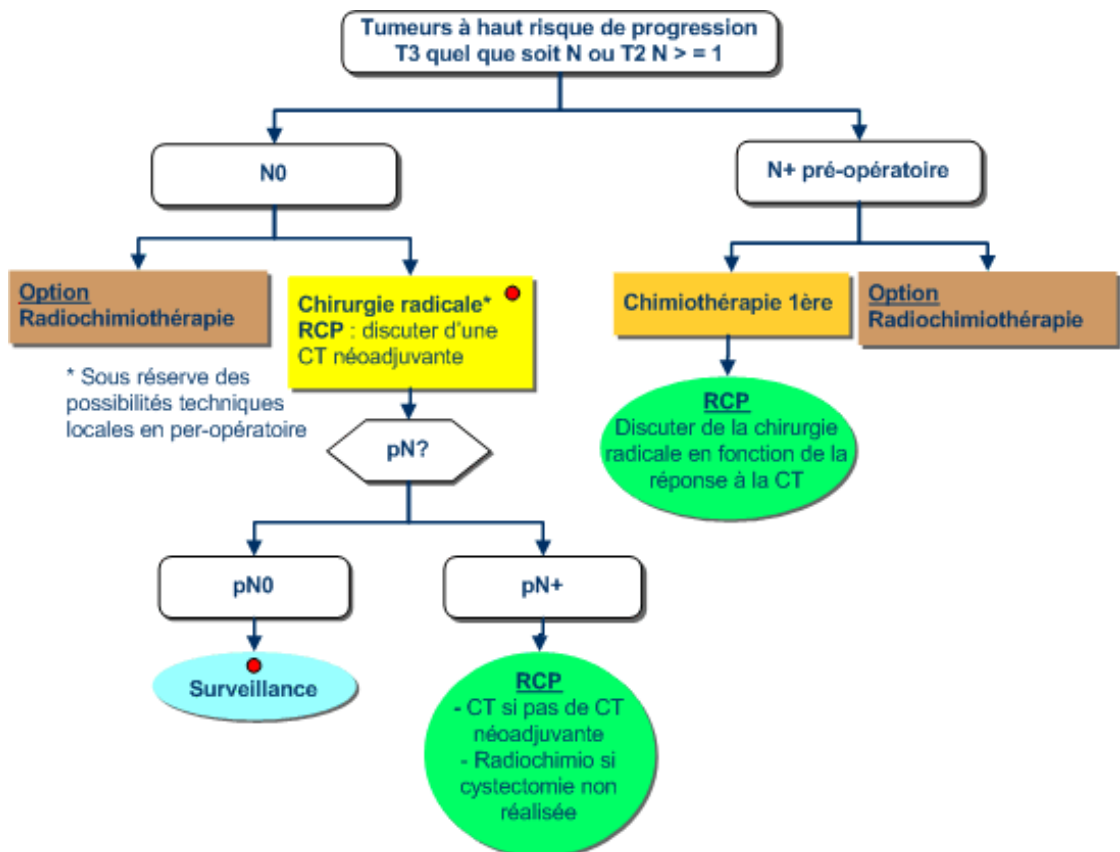 Tumeurs à haut risque de progression
T3 quel que soit N ou T2 N > = 1
N0
N+ pré-opératoire
Option
Radiochimiothérapie
Chirurgie radicale*
RCP : discuter d'une
CT néoadjuvante
Chimiothérapie 1ère
Option
Radiochimiothérapie
* Sous réserve des
possibilités techniques
locales en per-opératoire
RCP
Discuter de la chirurgie
radicale en fonction de la
réponse à la CT
pN?
pN0
pN+
Surveillance
RCP
- CT si pas de CT
néoadjuvante
- Radiochimio si
cystectomie non
réalisée